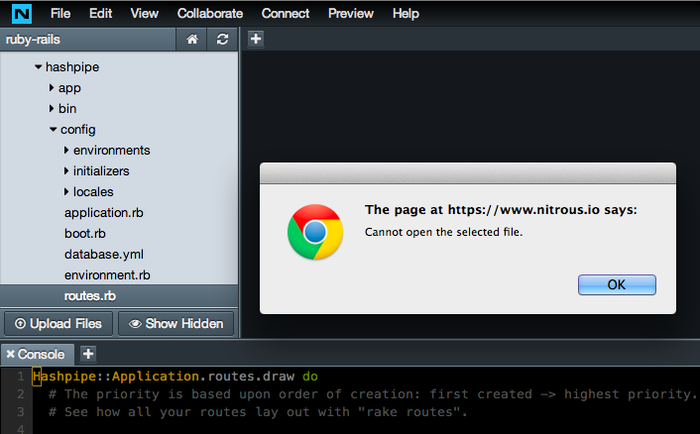 N File Edit View Collaborate Connect Preview Help
ruby-rails
hashpipe
app
bin
config
environments
initializers
locales
application.rb
boot.rb
database.yml
environment.rb
routes.rb
Upload Files Show Hidden
The page at https://www.nitrous.io says:
Cannot open the selected file.
OK
Console
1 Hashpipe::Application.routes.draw do
2 # The priority is based upon order of creation: first created -> highest priority.
3 # See how all your routes lay out with "rake routes".
4